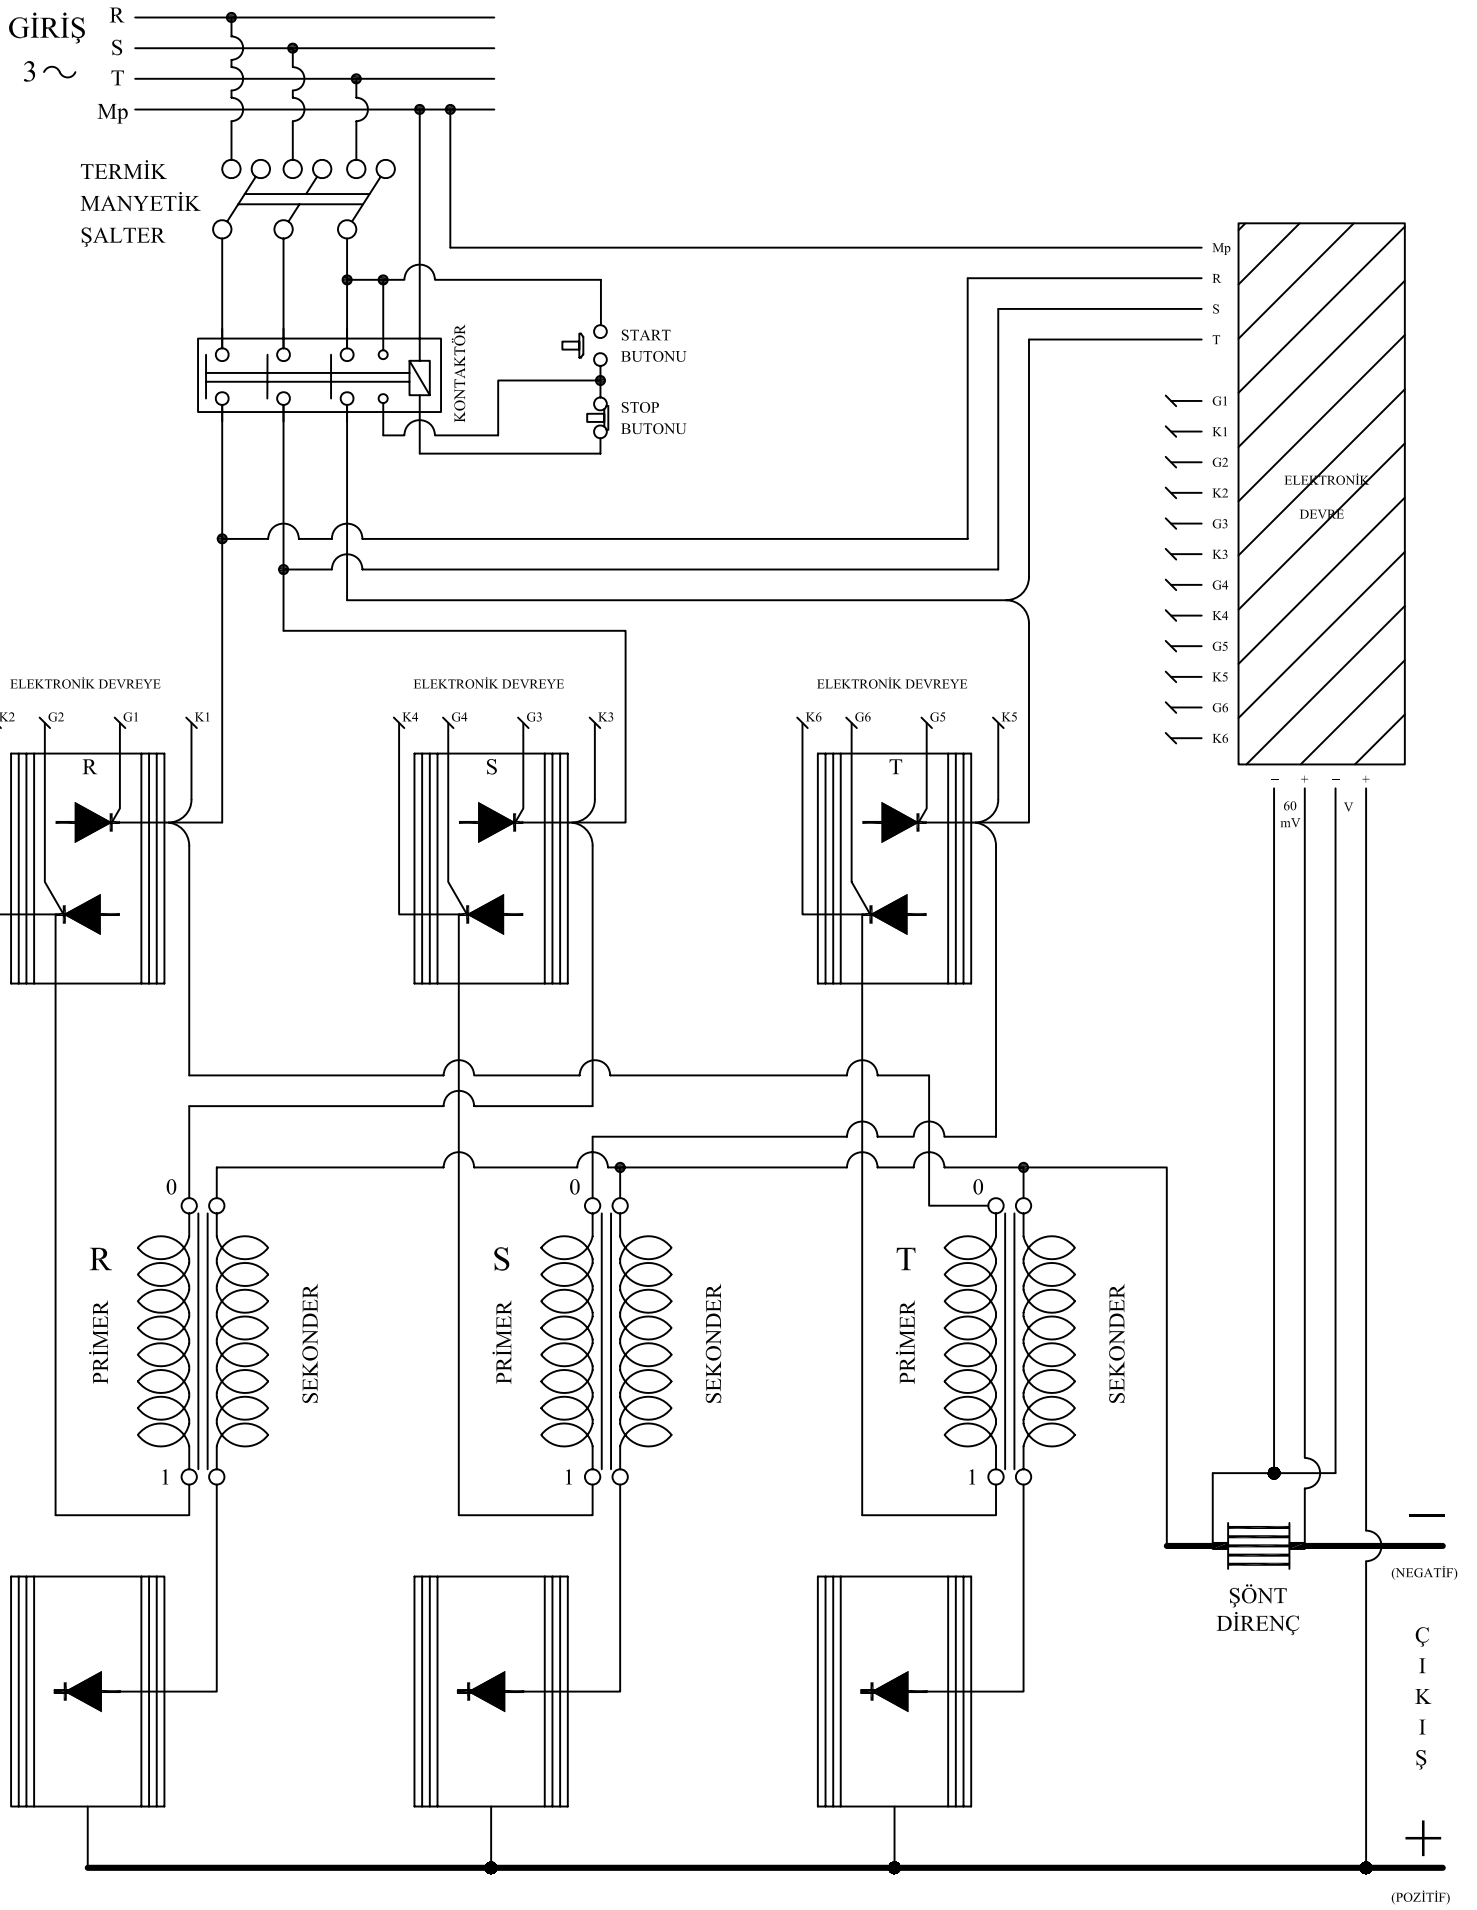 GİRİŞ
3
R
S
T
Mp
TERMİK
MANYETİK
ŞALTER
KONTAKTÖR
START
BUTONU
STOP
BUTONU
Mp
R
S
T
G1
K1
G2
K2
G3
K3
G4
K4
G5
K5
G6
K6
ELEKTRONİK
DEVRE
− + − +
60
mV
V
ELEKTRONİK DEVREYE
K2 G2 G1 K1
R
ELEKTRONİK DEVREYE
K4 G4 G3 K3
S
ELEKTRONİK DEVREYE
K6 G6 G5 K5
T
0
R
PRİMER
SEKONDER
1
0
S
PRİMER
SEKONDER
1
0
T
PRİMER
SEKONDER
1
−
(NEGATİF)
ŞÖNT
DİRENÇ
Ç
I
K
I
Ş
+
(POZİTİF)